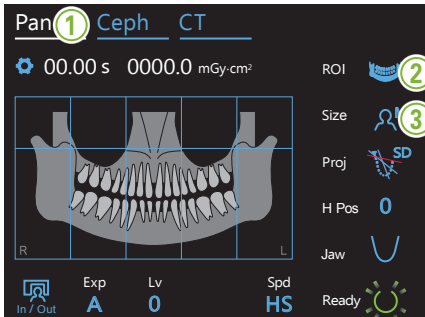 Pan 1 Ceph CT
00.00 s 0000.0 mGy·cm²
ROI 2
Size 3
Proj SD
H Pos 0
Jaw
R L
Exp Lv Spd
In / Out A 0 HS
Ready